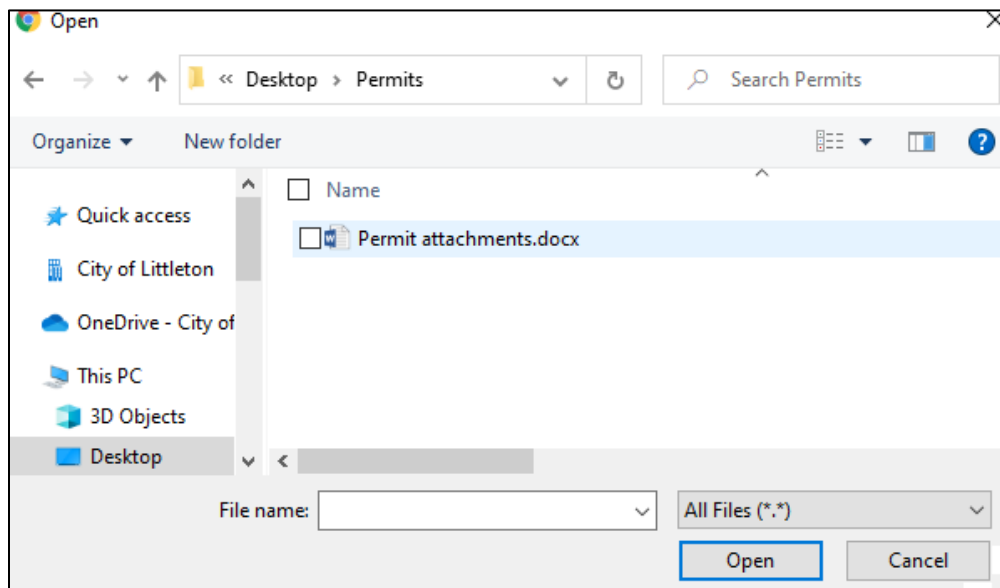 Open
« Desktop > Permits
Search Permits
Organize
New folder
?
Name
Quick access
Permit attachments.docx
City of Littleton
OneDrive - City of
This PC
3D Objects
Desktop
File name:
All Files (*.*)
Open
Cancel